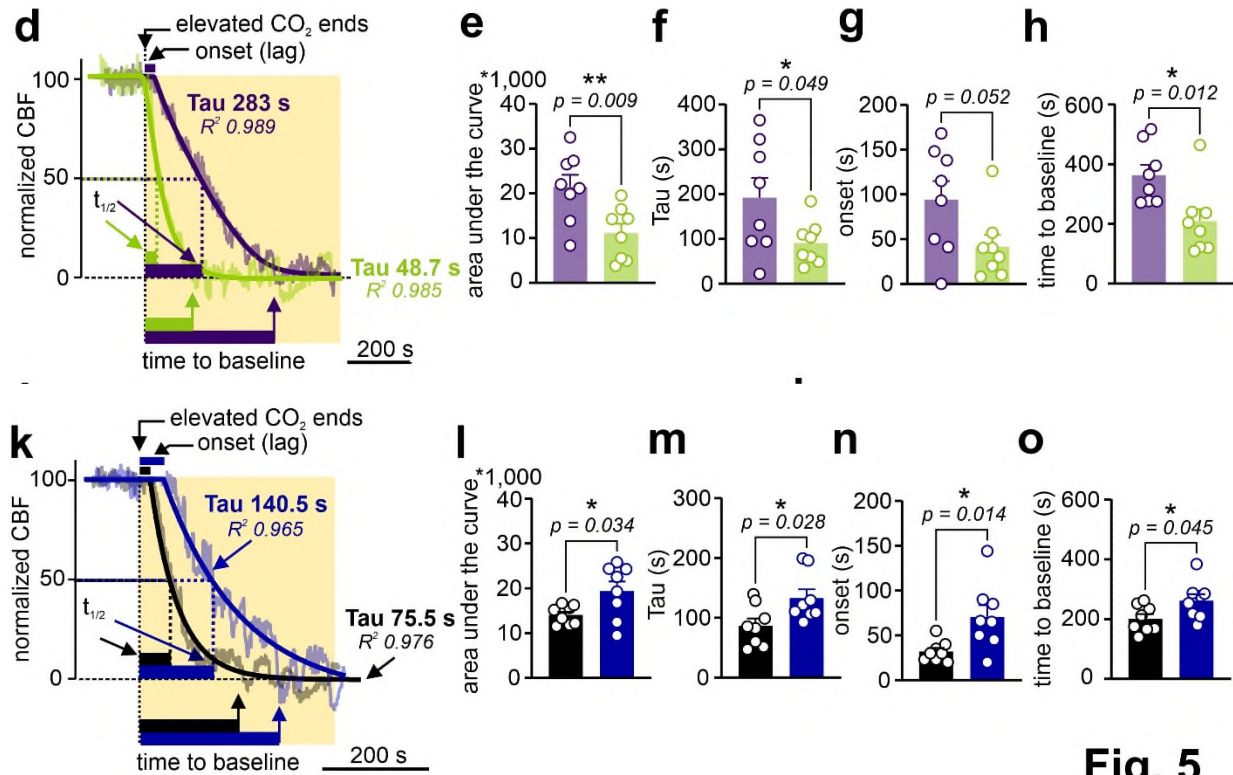 d
elevated CO₂ ends
onset (lag)
100
50
0
normalized CBF
t1/2
Tau 283 s
R² 0.989
Tau 48.7 s
R² 0.985
time to baseline
200 s
e
*1,000
**
p = 0.009
40
30
20
10
0
area under the curve
f
*
p = 0.049
400
300
200
100
0
Tau (s)
g
p = 0.052
200
150
100
50
0
onset (s)
h
*
p = 0.012
600
400
200
0
time to baseline (s)
k
elevated CO₂ ends
onset (lag)
100
50
0
normalized CBF
t1/2
Tau 140.5 s
R² 0.965
Tau 75.5 s
R² 0.976
time to baseline
200 s
l
*1,000
*
p = 0.034
40
30
20
10
0
area under the curve
m
*
p = 0.028
300
200
100
0
Tau (s)
n
*
p = 0.014
200
150
100
50
0
onset (s)
o
*
p = 0.045
600
400
200
0
time to baseline (s)
Fig. 5